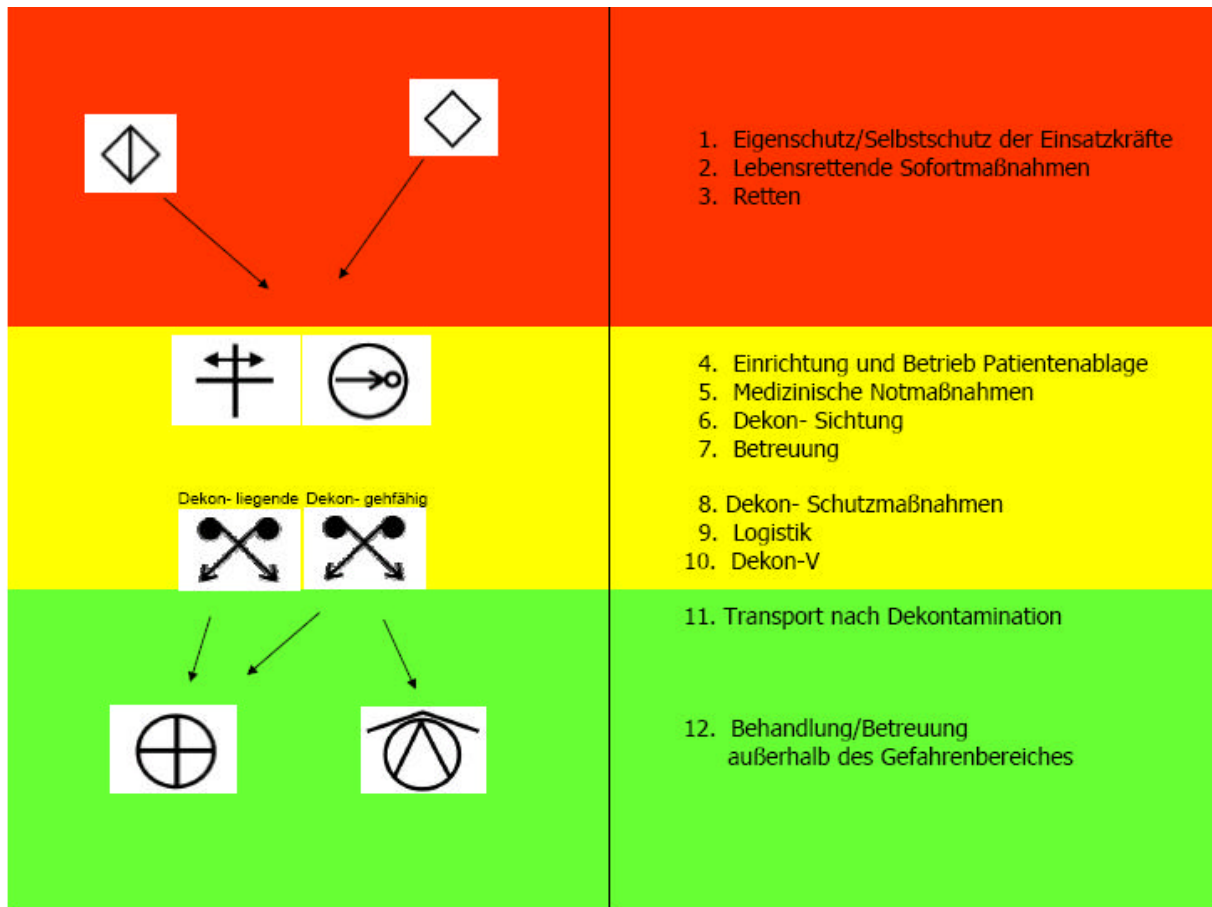 1. Eigenschutz/Selbstschutz der Einsatzkräfte
2. Lebensrettende Sofortmaßnahmen
3. Retten
4. Einrichtung und Betrieb Patientenablage
5. Medizinische Notmaßnahmen
6. Dekon- Sichtung
7. Betreuung
Dekon- liegende Dekon- gehfähig
8. Dekon- Schutzmaßnahmen
9. Logistik
10. Dekon-V
11. Transport nach Dekontamination
12. Behandlung/Betreuung
außerhalb des Gefahrenbereiches